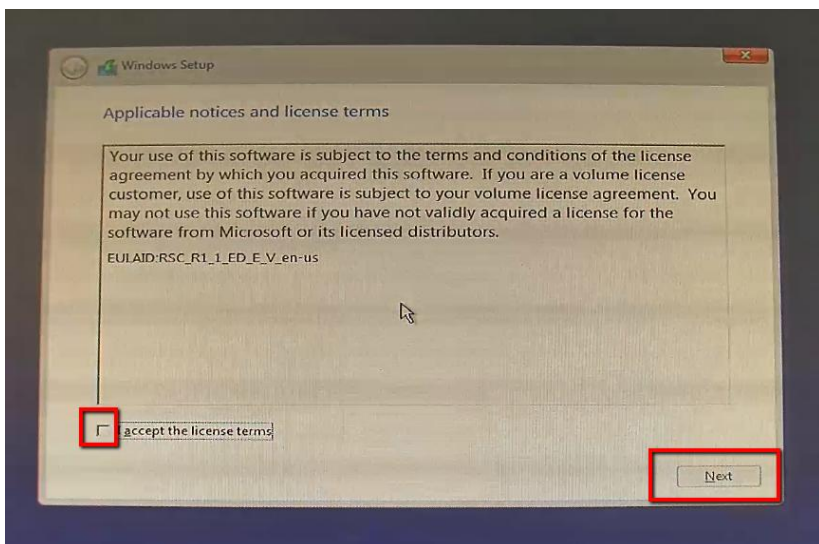 Windows Setup
Applicable notices and license terms
Your use of this software is subject to the terms and conditions of the license
agreement by which you acquired this software.  If you are a volume license
customer, use of this software is subject to your volume license agreement.  You
may not use this software if you have not validly acquired a license for the
software from Microsoft or its licensed distributors.
EULAID:RSC_R1_1_ED_E_V_en-us
I accept the license terms
Next